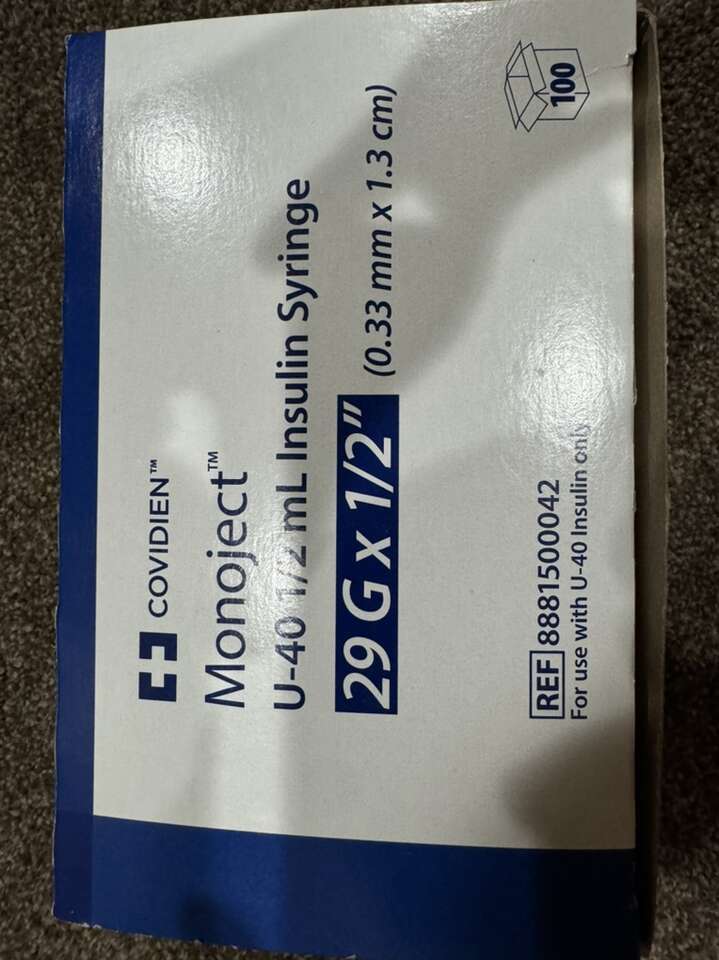 COVIDIEN™
Monoject™
U-40 1/2 mL Insulin Syringe
29 G x 1/2" (0.33 mm x 1.3 cm)
REF 8881500042
For use with U-40 Insulin only
100